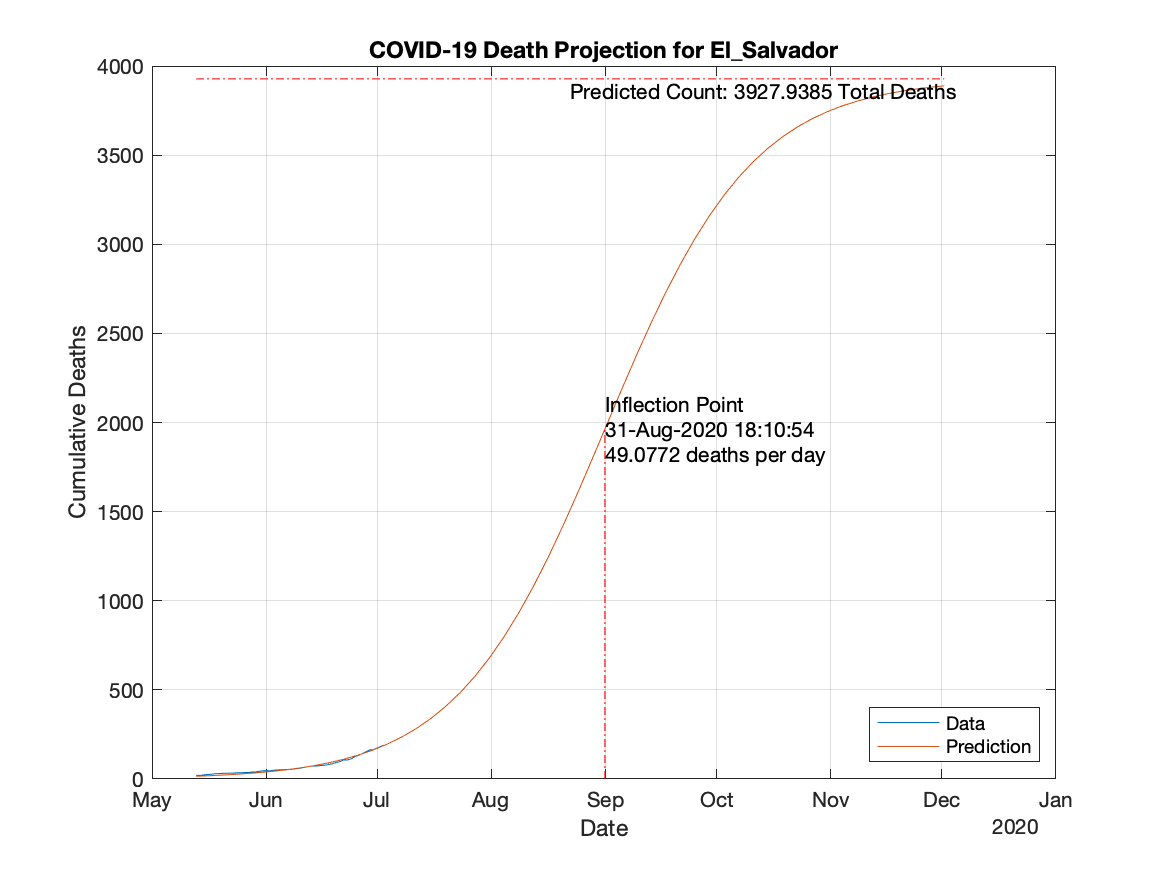 COVID-19 Death Projection for El_Salvador
4000
Predicted Count: 3927.9385 Total Deaths
3500
3000
2500
Inflection Point
2000
31-Aug-2020 18:10:54
49.0772 deaths per day
1500
1000
500
0
Cumulative Deaths
Data
Prediction
May Jun Jul Aug Sep Oct Nov Dec Jan
Date
2020